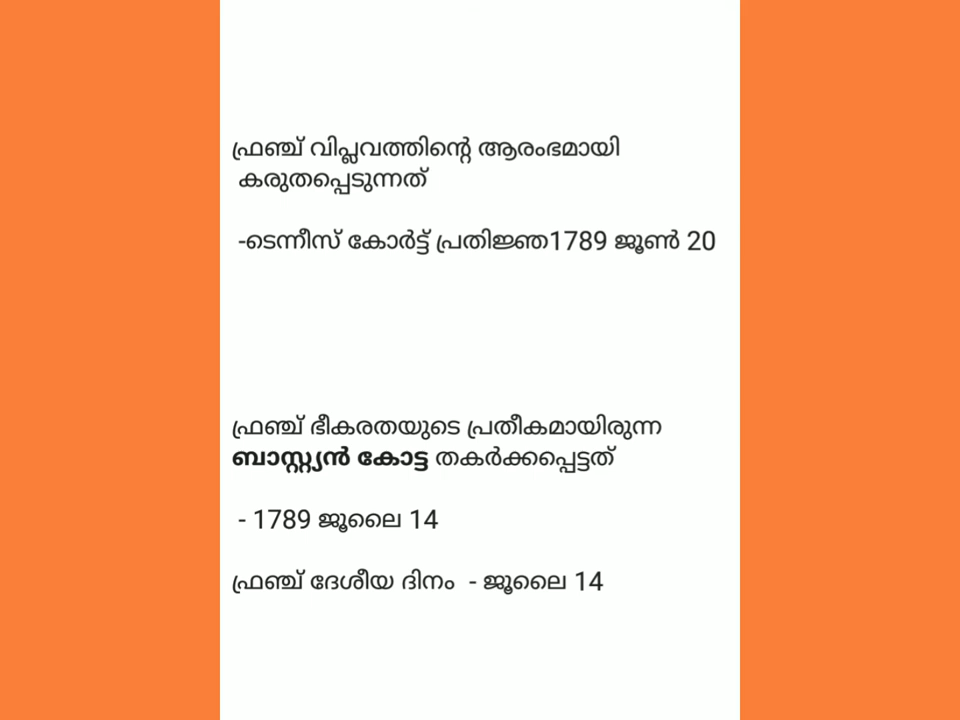 ഫ്രഞ്ച് വിപ്ലവത്തിന്റെ ആരംഭമായി
കരുതപ്പെടുന്നത്
-ടെന്നീസ് കോർട്ട് പ്രതിജ്ഞ1789 ജൂൺ 20
ഫ്രഞ്ച് ഭീകരതയുടെ പ്രതീകമായിരുന്ന
ബാസ്റ്റ്യൻ കോട്ട തകർക്കപ്പെട്ടത്
- 1789 ജൂലൈ 14
ഫ്രഞ്ച് ദേശീയ ദിനം - ജൂലൈ 14